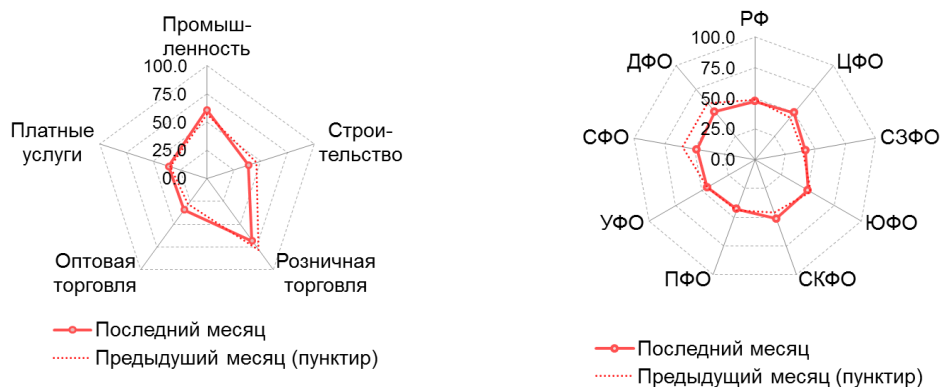 Промыш-
ленность
100.0
75.0
50.0
25.0
0.0
Строи-
тельство
Розничная
торговля
Оптовая
торговля
Платные
услуги
Последний месяц
Предыдуший месяц (пунктир)
РФ
100.0
75.0
50.0
25.0
0.0
ЦФО
СЗФО
ЮФО
СКФО
ПФО
УФО
СФО
ДФО
Последний месяц
Предыдущий месяц (пунктир)